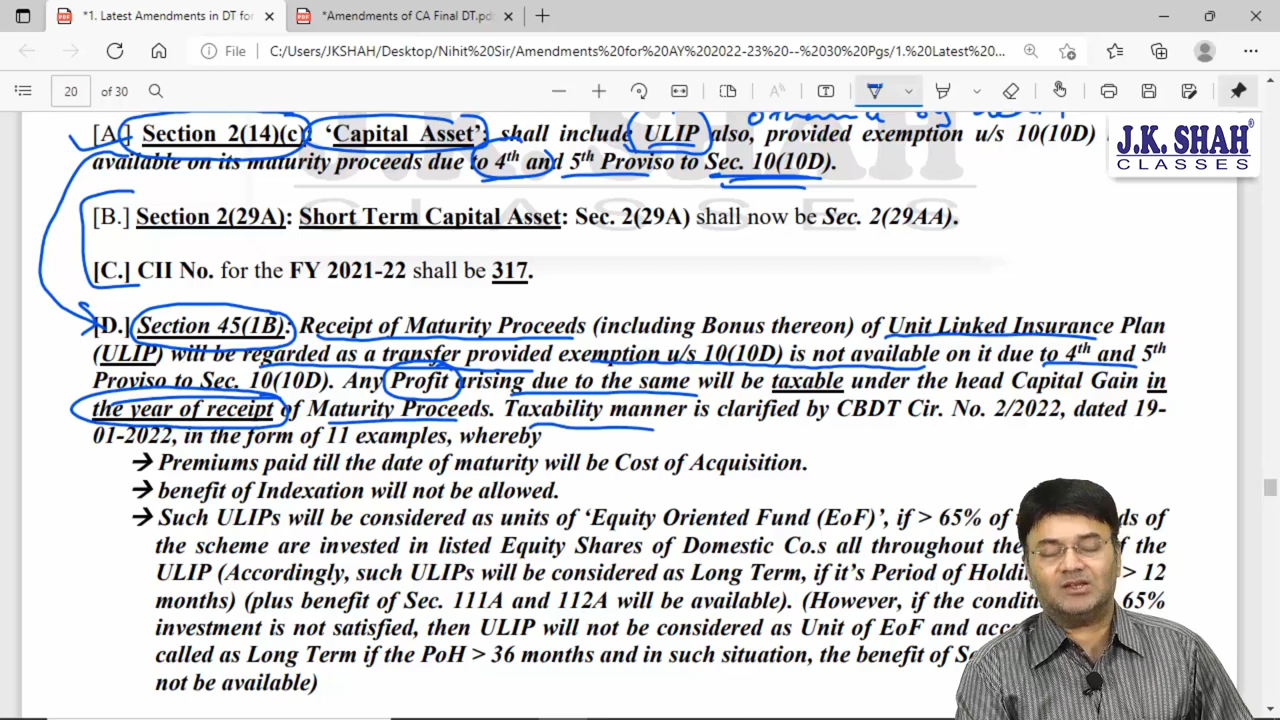 *1. Latest Amendments in DT for
*Amendments of CA Final DT.pd
File C:/Users/JKSHAH/Desktop/Nihit%20Sir/Amendments%20for%20AY%202022-23%20--%2030%20Pgs/1.%20Latest%20...
20 of 30
[A.] Section 2(14)(c): 'Capital Asset': shall include ULIP also, provided exemption u/s 10(10D)
available on its maturity proceeds due to 4th and 5th Proviso to Sec. 10(10D).
J.K. SHAH
CLASSES
[B.] Section 2(29A): Short Term Capital Asset: Sec. 2(29A) shall now be Sec. 2(29AA).
[C.] CII No. for the FY 2021-22 shall be 317.
[D.] Section 45(1B): Receipt of Maturity Proceeds (including Bonus thereon) of Unit Linked Insurance Plan
(ULIP) will be regarded as a transfer provided exemption u/s 10(10D) is not available on it due to 4th and 5th
Proviso to Sec. 10(10D). Any Profit arising due to the same will be taxable under the head Capital Gain in
the year of receipt of Maturity Proceeds. Taxability manner is clarified by CBDT Cir. No. 2/2022, dated 19-
01-2022, in the form of 11 examples, whereby
→ Premiums paid till the date of maturity will be Cost of Acquisition.
→ benefit of Indexation will not be allowed.
→ Such ULIPs will be considered as units of 'Equity Oriented Fund (EoF)', if > 65% of ds of
the scheme are invested in listed Equity Shares of Domestic Co.s all throughout the f the
ULIP (Accordingly, such ULIPs will be considered as Long Term, if it's Period of Holdi > 12
months) (plus benefit of Sec. 111A and 112A will be available). (However, if the condit 65%
investment is not satisfied, then ULIP will not be considered as Unit of EoF and acc
called as Long Term if the PoH > 36 months and in such situation, the benefit of S
not be available)